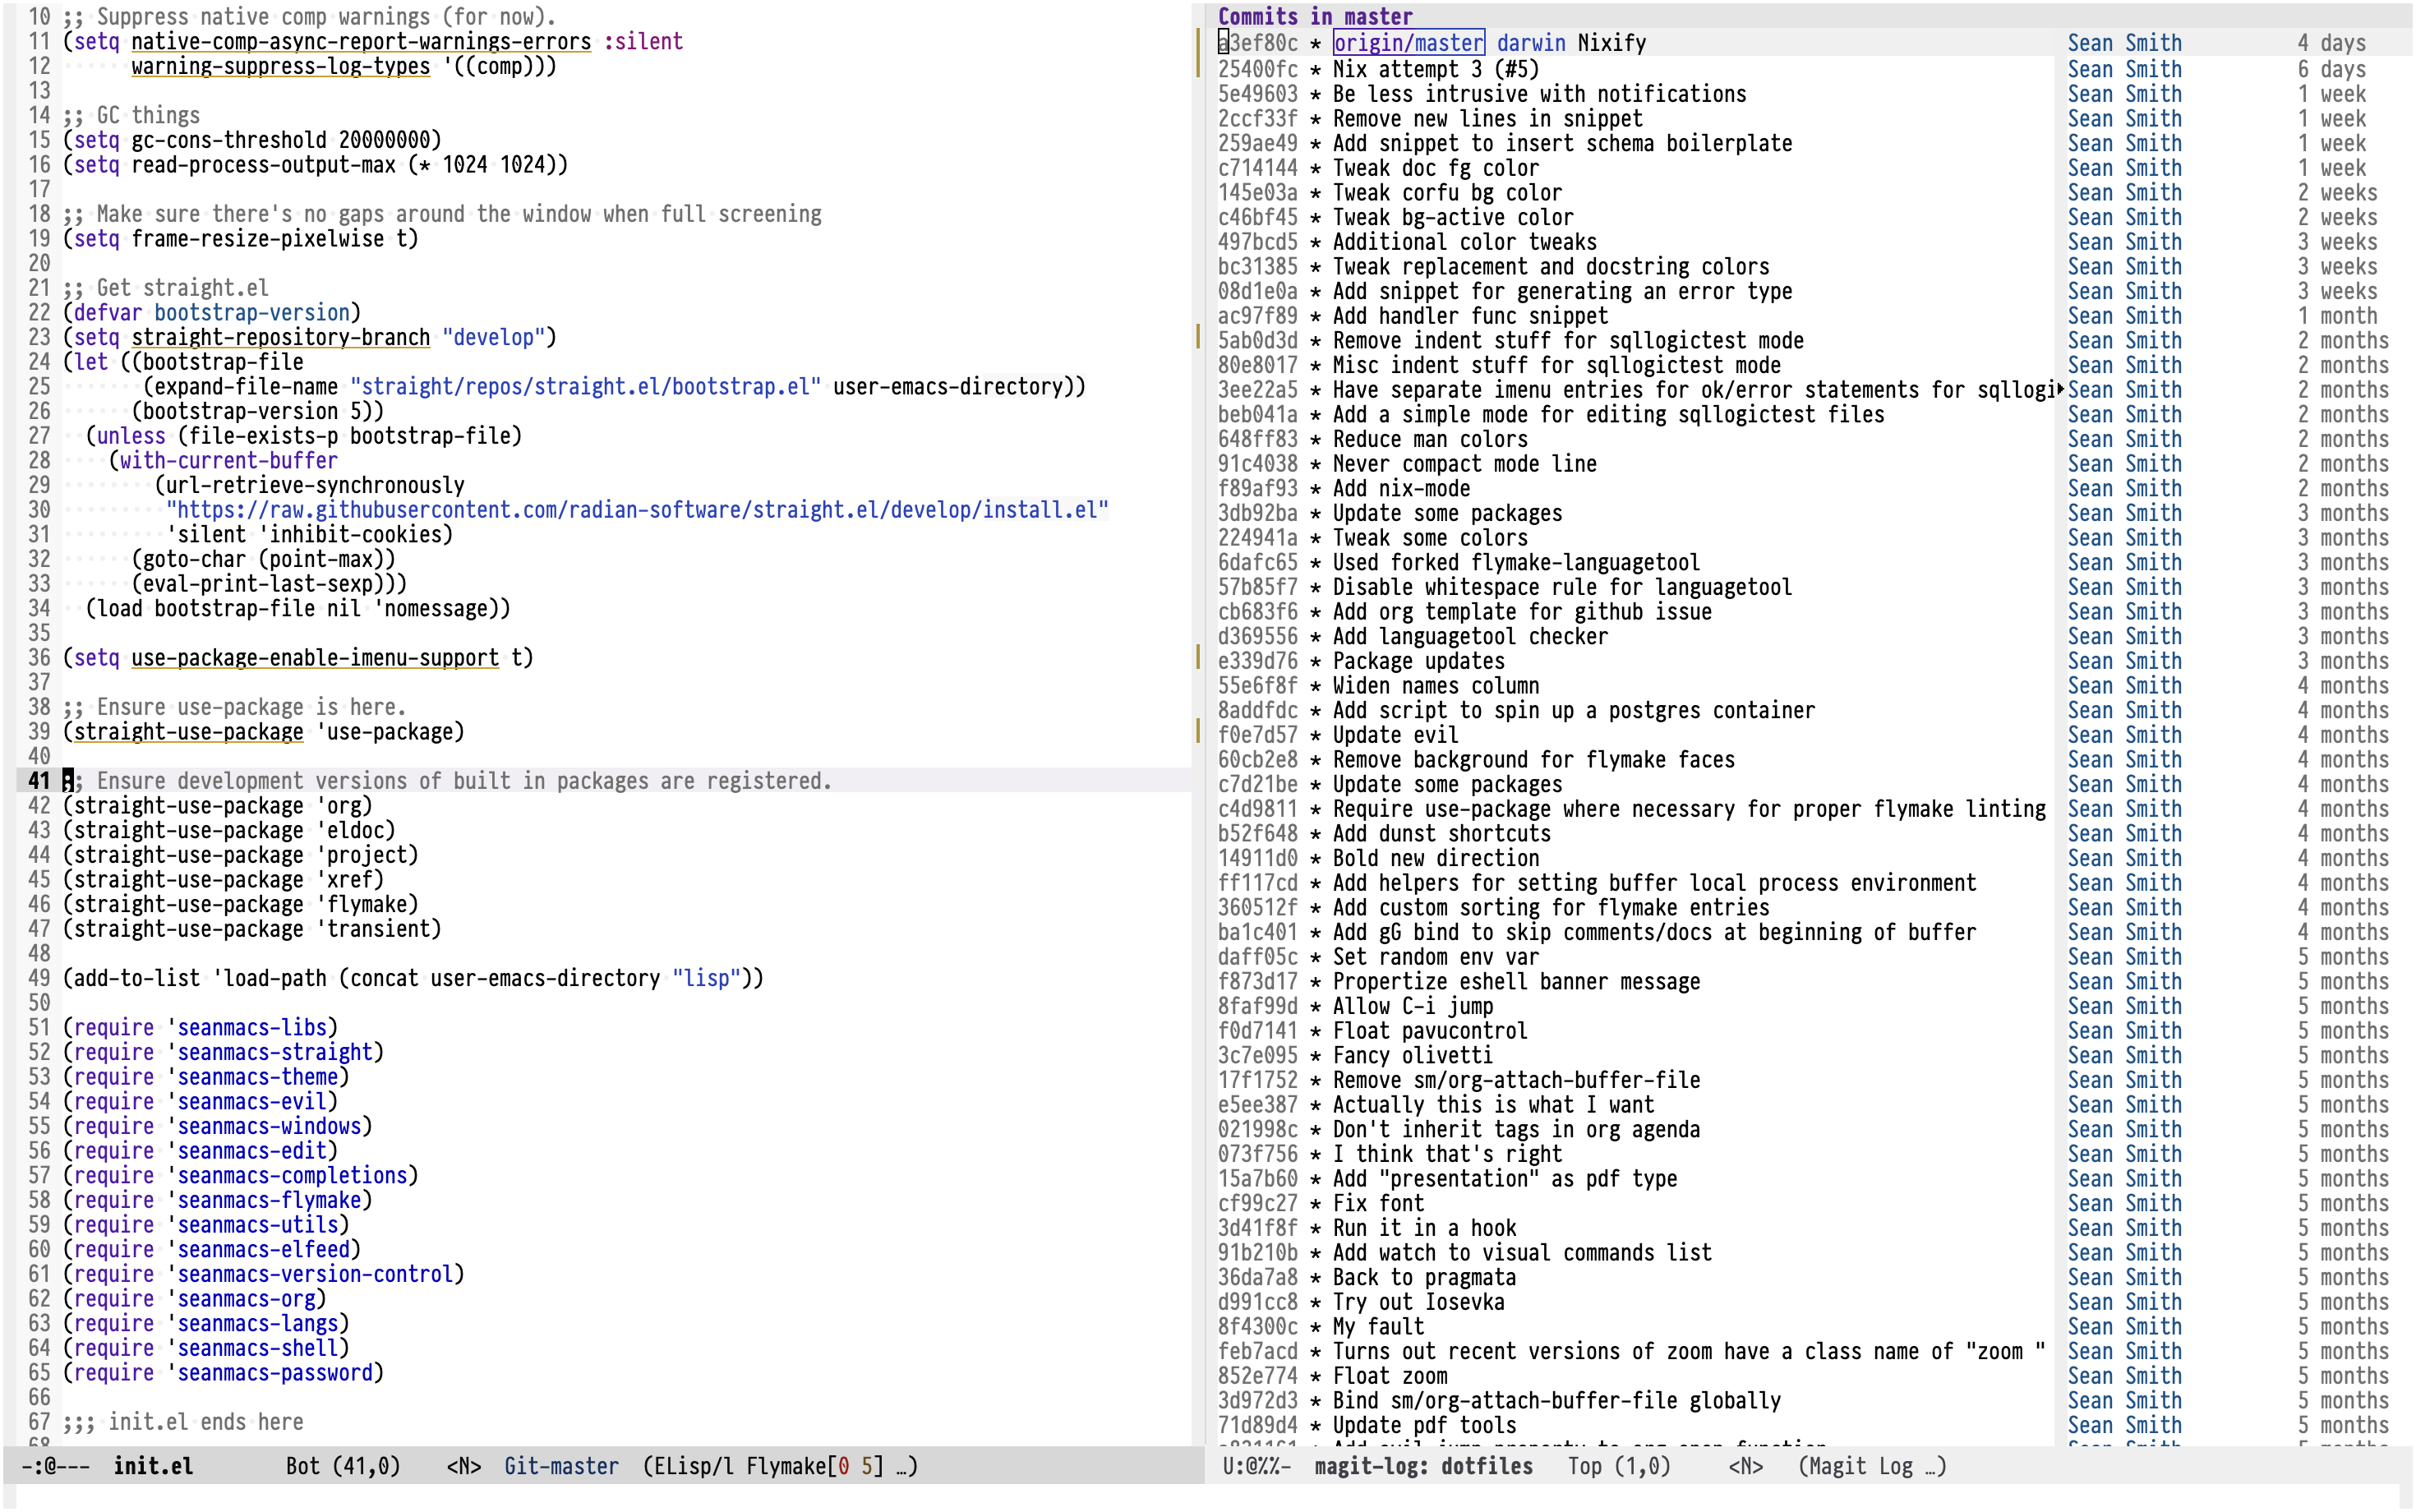 10 ;; Suppress native comp warnings (for now).
11 (setq native-comp-async-report-warnings-errors :silent
12       warning-suppress-log-types '((comp)))
13
14 ;; GC things
15 (setq gc-cons-threshold 20000000)
16 (setq read-process-output-max (* 1024 1024))
17
18 ;; Make sure there's no gaps around the window when full screening
19 (setq frame-resize-pixelwise t)
20
21 ;; Get straight.el
22 (defvar bootstrap-version)
23 (setq straight-repository-branch "develop")
24 (let ((bootstrap-file
25        (expand-file-name "straight/repos/straight.el/bootstrap.el" user-emacs-directory))
26       (bootstrap-version 5))
27   (unless (file-exists-p bootstrap-file)
28     (with-current-buffer
29         (url-retrieve-synchronously
30          "https://raw.githubusercontent.com/radian-software/straight.el/develop/install.el"
31          'silent 'inhibit-cookies)
32       (goto-char (point-max))
33       (eval-print-last-sexp)))
34   (load bootstrap-file nil 'nomessage))
35
36 (setq use-package-enable-imenu-support t)
37
38 ;; Ensure use-package is here.
39 (straight-use-package 'use-package)
40
41 ;; Ensure development versions of built in packages are registered.
42 (straight-use-package 'org)
43 (straight-use-package 'eldoc)
44 (straight-use-package 'project)
45 (straight-use-package 'xref)
46 (straight-use-package 'flymake)
47 (straight-use-package 'transient)
48
49 (add-to-list 'load-path (concat user-emacs-directory "lisp"))
50
51 (require 'seanmacs-libs)
52 (require 'seanmacs-straight)
53 (require 'seanmacs-theme)
54 (require 'seanmacs-evil)
55 (require 'seanmacs-windows)
56 (require 'seanmacs-edit)
57 (require 'seanmacs-completions)
58 (require 'seanmacs-flymake)
59 (require 'seanmacs-utils)
60 (require 'seanmacs-elfeed)
61 (require 'seanmacs-version-control)
62 (require 'seanmacs-org)
63 (require 'seanmacs-langs)
64 (require 'seanmacs-shell)
65 (require 'seanmacs-password)
66
67 ;;; init.el ends here
68
-:@--- init.el Bot (41,0) <N> Git-master (ELisp/l Flymake[0 5] …)
Commits in master
a3ef80c * origin/master darwin Nixify Sean Smith 4 days
25400fc * Nix attempt 3 (#5) Sean Smith 6 days
5e49603 * Be less intrusive with notifications Sean Smith 1 week
2ccf33f * Remove new lines in snippet Sean Smith 1 week
259ae49 * Add snippet to insert schema boilerplate Sean Smith 1 week
c714144 * Tweak doc fg color Sean Smith 1 week
145e03a * Tweak corfu bg color Sean Smith 2 weeks
c46bf45 * Tweak bg-active color Sean Smith 2 weeks
497bcd5 * Additional color tweaks Sean Smith 3 weeks
bc31385 * Tweak replacement and docstring colors Sean Smith 3 weeks
08d1e0a * Add snippet for generating an error type Sean Smith 3 weeks
ac97f89 * Add handler func snippet Sean Smith 1 month
5ab0d3d * Remove indent stuff for sqllogictest mode Sean Smith 2 months
80e8017 * Misc indent stuff for sqllogictest mode Sean Smith 2 months
3ee22a5 * Have separate imenu entries for ok/error statements for sqllogi Sean Smith 2 months
beb041a * Add a simple mode for editing sqllogictest files Sean Smith 2 months
648ff83 * Reduce man colors Sean Smith 2 months
91c4038 * Never compact mode line Sean Smith 2 months
f89af93 * Add nix-mode Sean Smith 2 months
3db92ba * Update some packages Sean Smith 3 months
224941a * Tweak some colors Sean Smith 3 months
6dafc65 * Used forked flymake-languagetool Sean Smith 3 months
57b85f7 * Disable whitespace rule for languagetool Sean Smith 3 months
cb683f6 * Add org template for github issue Sean Smith 3 months
d369556 * Add languagetool checker Sean Smith 3 months
e339d76 * Package updates Sean Smith 3 months
55e6f8f * Widen names column Sean Smith 4 months
8addfdc * Add script to spin up a postgres container Sean Smith 4 months
f0e7d57 * Update evil Sean Smith 4 months
60cb2e8 * Remove background for flymake faces Sean Smith 4 months
c7d21be * Update some packages Sean Smith 4 months
c4d9811 * Require use-package where necessary for proper flymake linting Sean Smith 4 months
b52f648 * Add dunst shortcuts Sean Smith 4 months
14911d0 * Bold new direction Sean Smith 4 months
ff117cd * Add helpers for setting buffer local process environment Sean Smith 4 months
360512f * Add custom sorting for flymake entries Sean Smith 4 months
ba1c401 * Add gG bind to skip comments/docs at beginning of buffer Sean Smith 4 months
daff05c * Set random env var Sean Smith 5 months
f873d17 * Propertize eshell banner message Sean Smith 5 months
8faf99d * Allow C-i jump Sean Smith 5 months
f0d7141 * Float pavucontrol Sean Smith 5 months
3c7e095 * Fancy olivetti Sean Smith 5 months
17f1752 * Remove sm/org-attach-buffer-file Sean Smith 5 months
e5ee387 * Actually this is what I want Sean Smith 5 months
021998c * Don't inherit tags in org agenda Sean Smith 5 months
073f756 * I think that's right Sean Smith 5 months
15a7b60 * Add "presentation" as pdf type Sean Smith 5 months
cf99c27 * Fix font Sean Smith 5 months
3d41f8f * Run it in a hook Sean Smith 5 months
91b210b * Add watch to visual commands list Sean Smith 5 months
36da7a8 * Back to pragmata Sean Smith 5 months
d991cc8 * Try out Iosevka Sean Smith 5 months
8f4300c * My fault Sean Smith 5 months
feb7acd * Turns out recent versions of zoom have a class name of "zoom " Sean Smith 5 months
852e774 * Float zoom Sean Smith 5 months
3d972d3 * Bind sm/org-attach-buffer-file globally Sean Smith 5 months
71d89d4 * Update pdf tools Sean Smith 5 months
U:@%%- magit-log: dotfiles Top (1,0) <N> (Magit Log …)